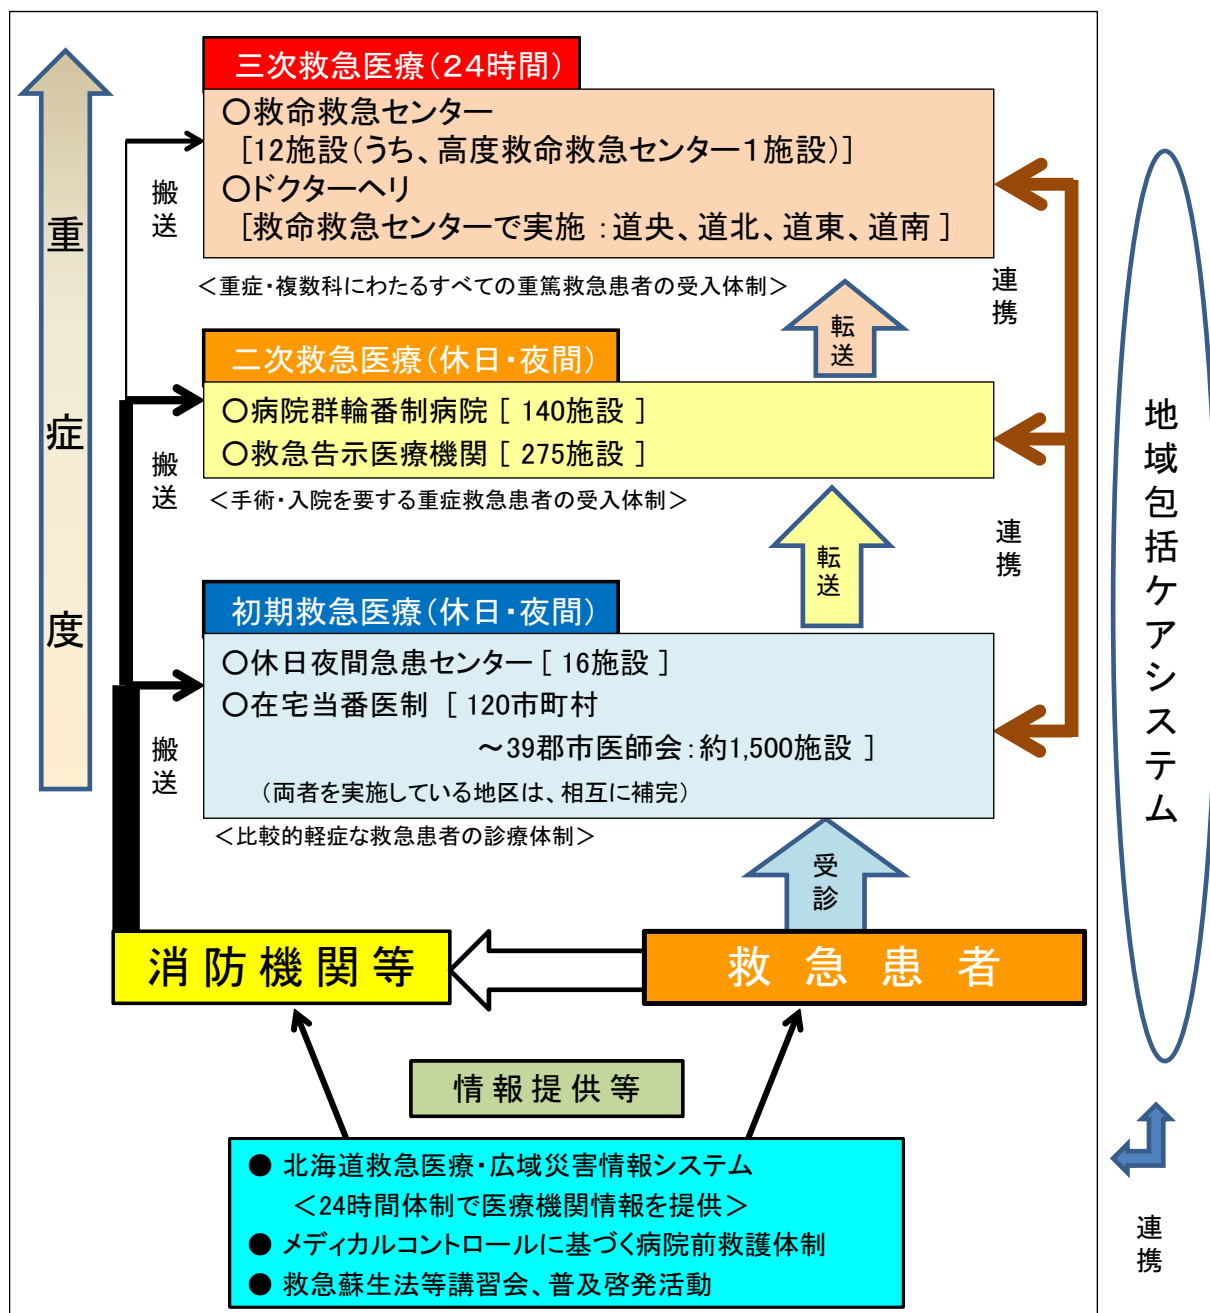 三次救急医療(24時間)
○救命救急センター
[12施設(うち、高度救命救急センター1施設)]
○ドクターヘリ
[救命救急センターで実施:道央、道北、道東、道南 ]
<重症・複数科にわたるすべての重篤救急患者の受入体制>
搬送
転送
連携
二次救急医療(休日・夜間)
○病院群輪番制病院 [ 140施設 ]
○救急告示医療機関 [ 275施設 ]
<手術・入院を要する重症救急患者の受入体制>
搬送
転送
連携
初期救急医療(休日・夜間)
○休日夜間急患センター [ 16施設 ]
○在宅当番医制 [ 120市町村
~39郡市医師会:約1,500施設 ]
(両者を実施している地区は、相互に補完)
<比較的軽症な救急患者の診療体制>
搬送
受診
重症度
地域包括ケアシステム
消防機関等
救急患者
情報提供等
● 北海道救急医療・広域災害情報システム
<24時間体制で医療機関情報を提供>
● メディカルコントロールに基づく病院前救護体制
● 救急蘇生法等講習会、普及啓発活動
連携